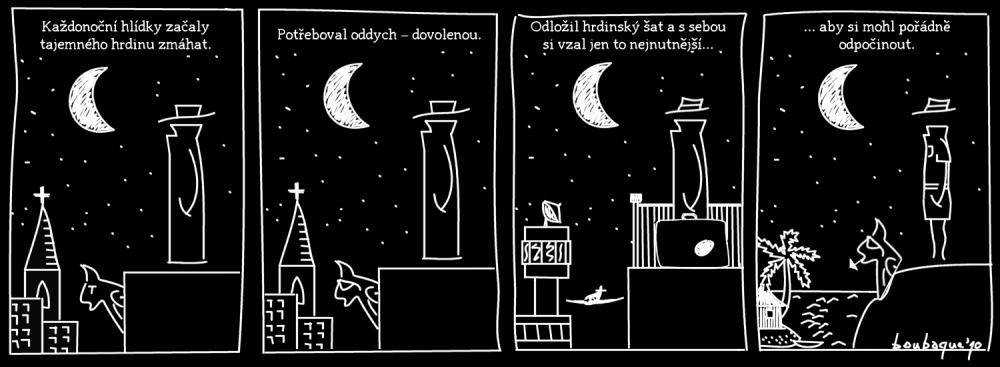 Každonoční hlídky začaly
tajemného hrdinu zmáhat.
Potřeboval oddych – dovolenou.
Odložil hrdinský šat a s sebou
si vzal jen to nejnutnější...
... aby si mohl pořádně
odpočinout.
boubaque'10